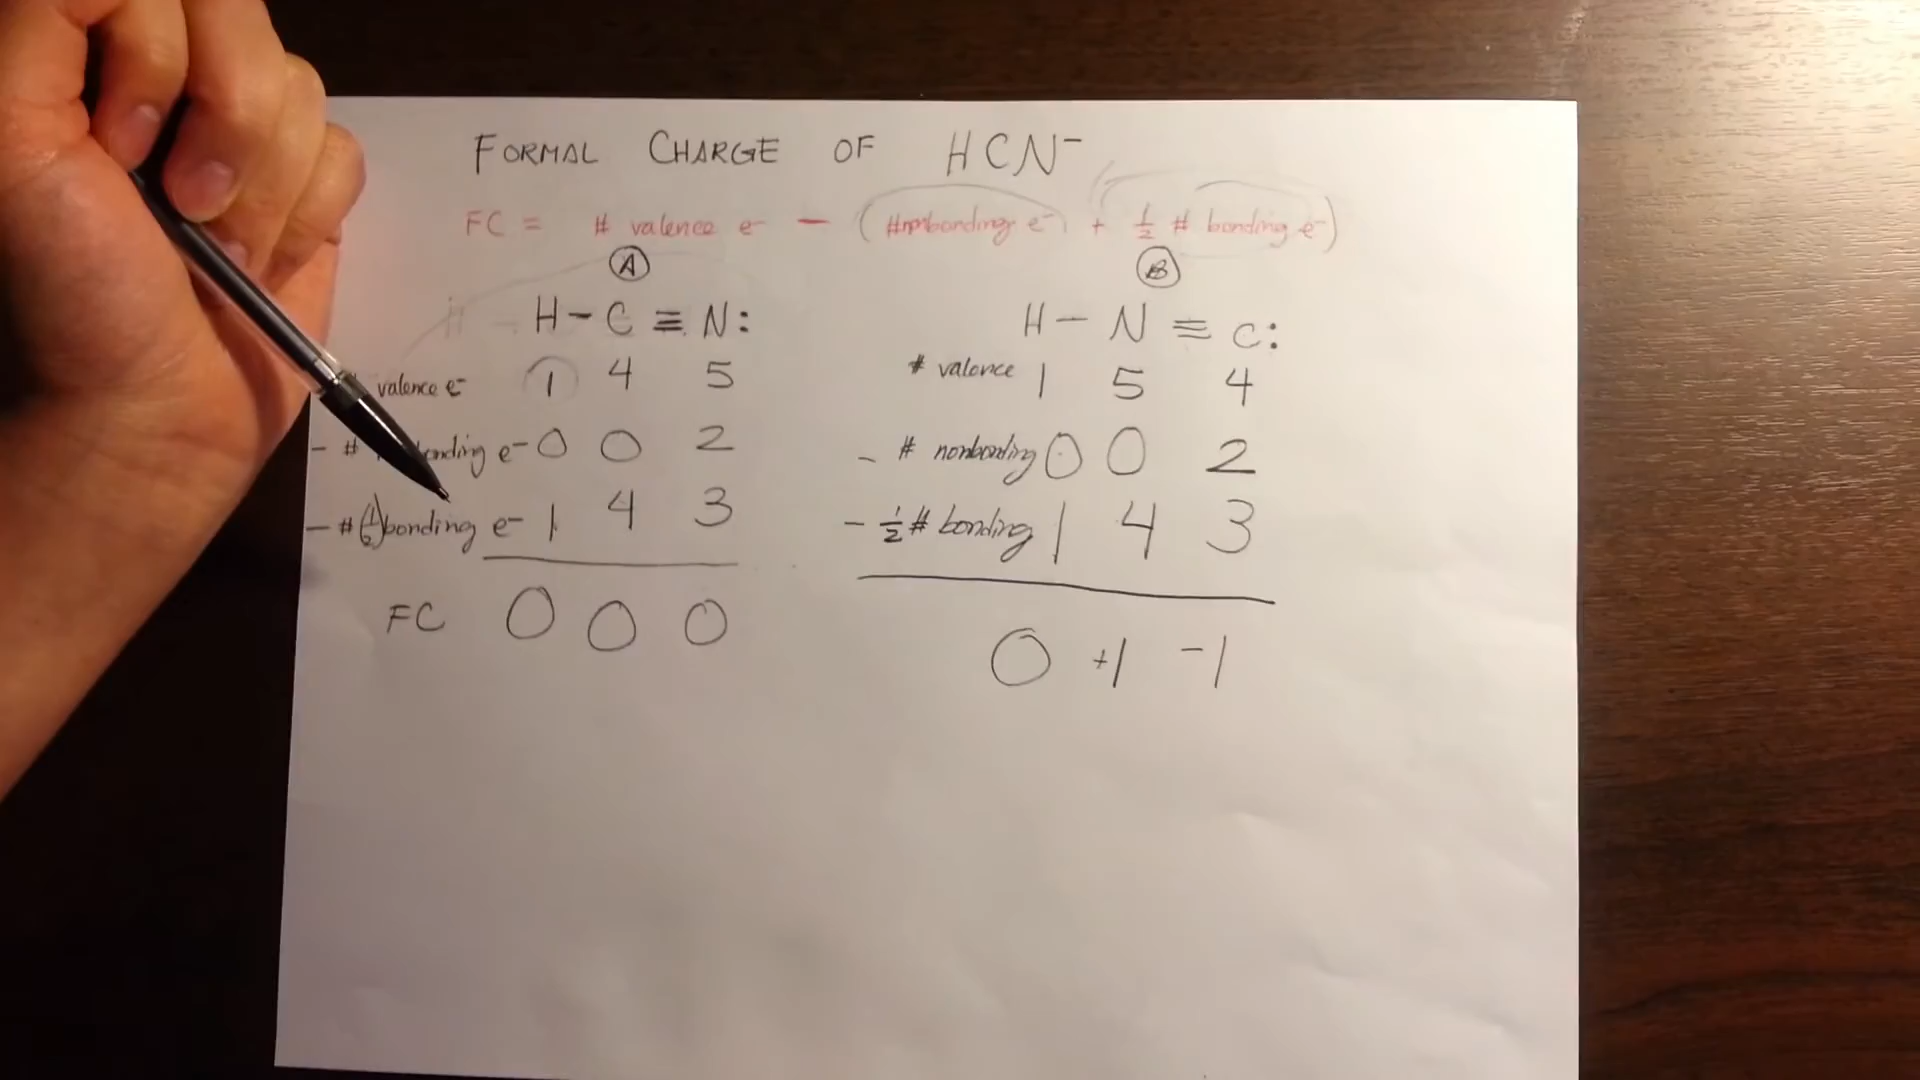 FORMAL CHARGE OF HCN⁻
FC = # valence e⁻ − (#nonbonding e⁻ + ½ # bonding e⁻)
Ⓐ
H − C ≡ N:
valence e⁻ 1 4 5
− # onding e⁻ 0 0 2
− #(½)bonding e⁻ 1 4 3
FC 0 0 0
Ⓑ
H − N ≡ C:
# valence 1 5 4
− # nonbonding 0 0 2
− ½ # bonding 1 4 3
0 +1 −1